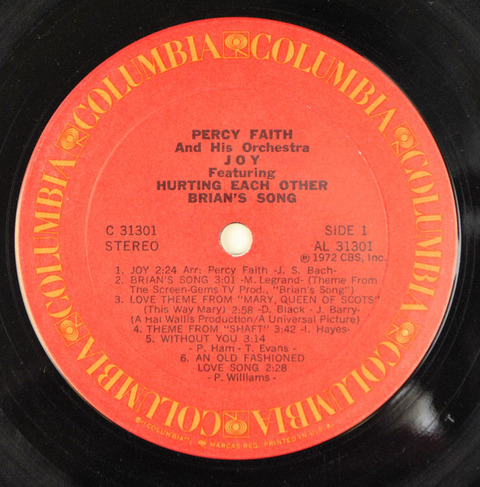 COLUMBIA COLUMBIA COLUMBIA COLUMBIA COLUMBIA COLUMBIA
PERCY FAITH
And His Orchestra
JOY
Featuring
HURTING EACH OTHER
BRIAN'S SONG
C 31301
STEREO
SIDE 1
AL 31301
℗ 1972 CBS, Inc.
1. JOY 2:24 Arr: Percy Faith -J. S. Bach-
2. BRIAN'S SONG 3:01 -M. Legrand- (Theme From
The Screen-Gems TV Prod., "Brian's Song")
3. LOVE THEME FROM "MARY, QUEEN OF SCOTS"
(This Way Mary) 2:58 -D. Black - J. Barry-
(A Hal Wallis Production/A Universal Picture)
4. THEME FROM "SHAFT" 3:42 -I. Hayes-
5. WITHOUT YOU 3:14
- P. Ham - T. Evans -
6. AN OLD FASHIONED
LOVE SONG 2:28
- P. Williams -
® "COLUMBIA", MARCAS REG. PRINTED IN U.S.A.